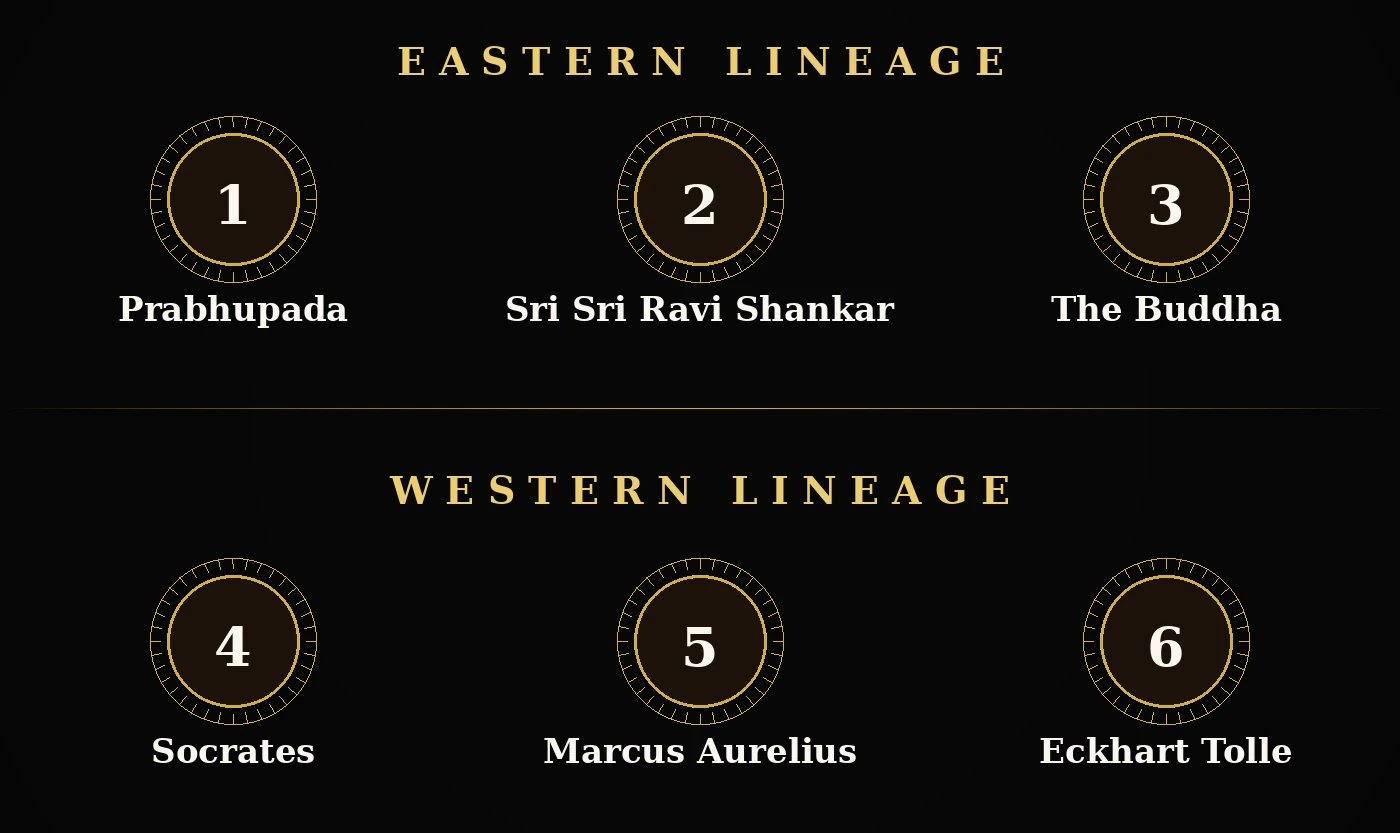 EASTERN LINEAGE
1
2
3
Prabhupada
Sri Sri Ravi Shankar
The Buddha
WESTERN LINEAGE
4
5
6
Socrates
Marcus Aurelius
Eckhart Tolle